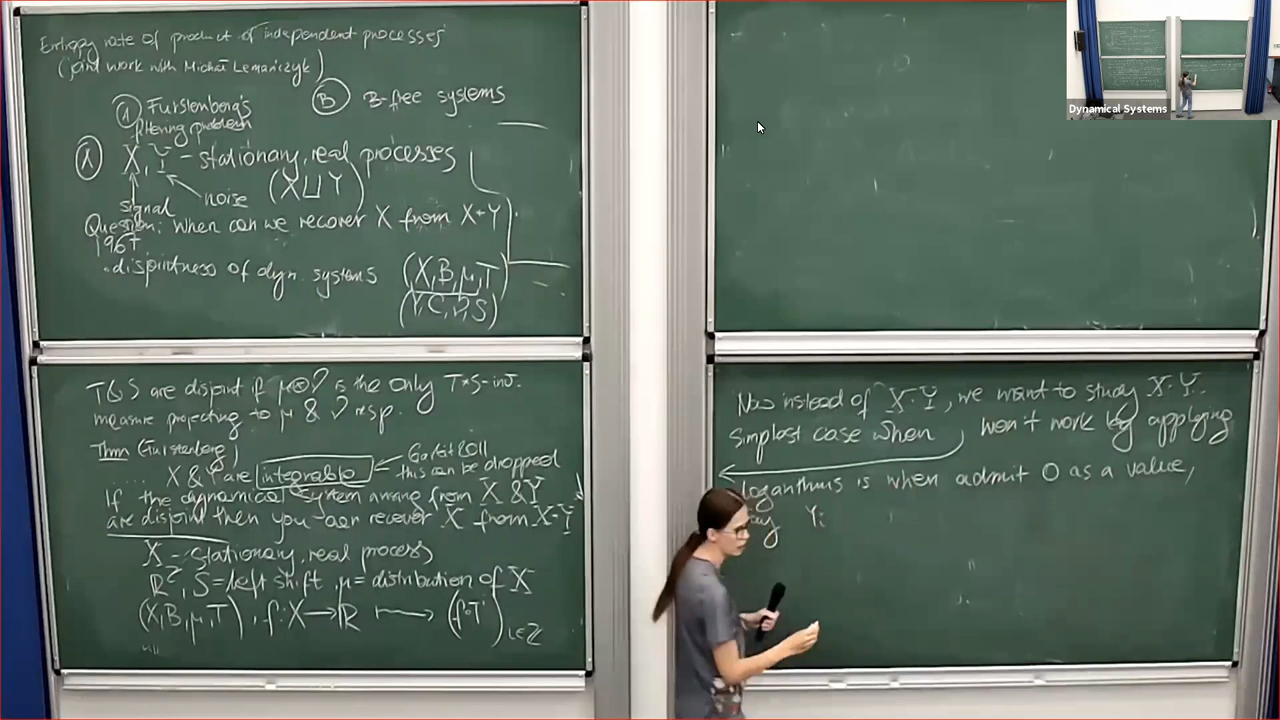 Entropy rate of product of independent processes
(joint work with Michał Lemańczyk)
(A) Furstenberg's
filtering problem
(B) B-free systems
(A) X, Y - stationary, real processes
signal
noise (X ⊔ Y)
Question: When can we recover X from X+Y
1967
• disjointness of dyn. systems (X,B,μ,T)
(Y,C,ν,S)
T & S are disjoint if μ⊗ν is the only T×S-inv.
measure projecting to μ & ν resp.
Thm (Furstenberg)
Garbit 2011
..... X & Y are integrable this can be dropped
If the dynamical system arising from X & Y
are disjoint then you can recover X from X+Y
X - stationary, real process
ℝ^ℤ, S = left shift, μ = distribution of X
(X,B,μ,T), f: X → ℝ ⟼ (f∘Tⁱ)_{i∈ℤ}
Now instead of X+Y, we want to study X·Y.
Simplest case when won't work by applying
logarithms is when admit 0 as a value,
say Yᵢ
Dynamical Systems